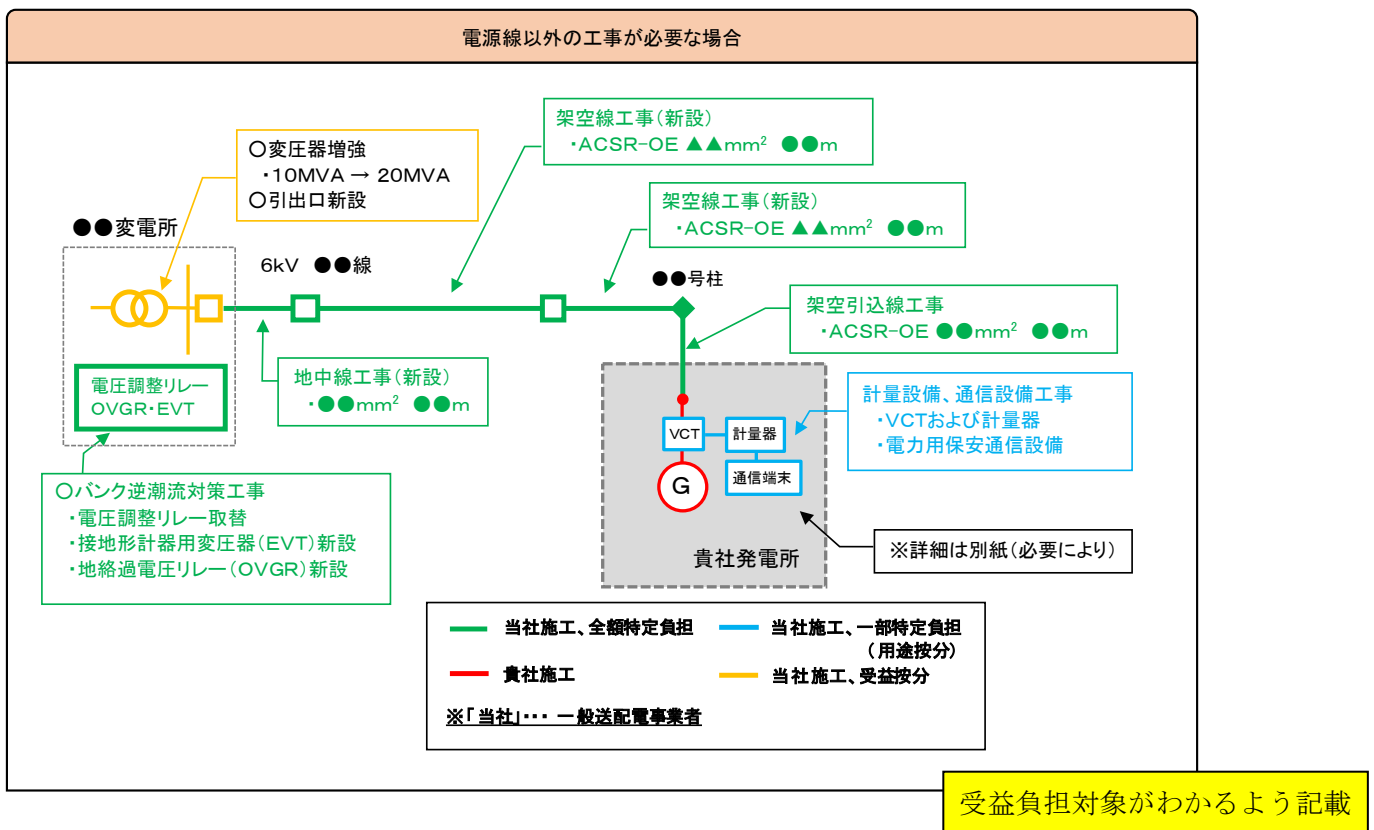 電源線以外の工事が必要な場合
架空線工事(新設)
・ACSR-OE ▲▲mm² ●●m
〇変圧器増強
・10MVA → 20MVA
〇引出口新設
架空線工事(新設)
・ACSR-OE ▲▲mm² ●●m
●●変電所
6kV ●●線
●●号柱
架空引込線工事
・ACSR-OE ●●mm² ●●m
電圧調整リレー
OVGR・EVT
地中線工事(新設)
・●●mm² ●●m
計量設備、通信設備工事
・VCTおよび計量器
・電力用保安通信設備
VCT
計量器
通信端末
G
〇バンク逆潮流対策工事
・電圧調整リレー取替
・接地形計器用変圧器(EVT)新設
・地絡過電圧リレー(OVGR)新設
貴社発電所
※詳細は別紙(必要により)
当社施工、全額特定負担
当社施工、一部特定負担
(用途按分)
貴社施工
当社施工、受益按分
※「当社」・・・ 一般送配電事業者
受益負担対象がわかるよう記載